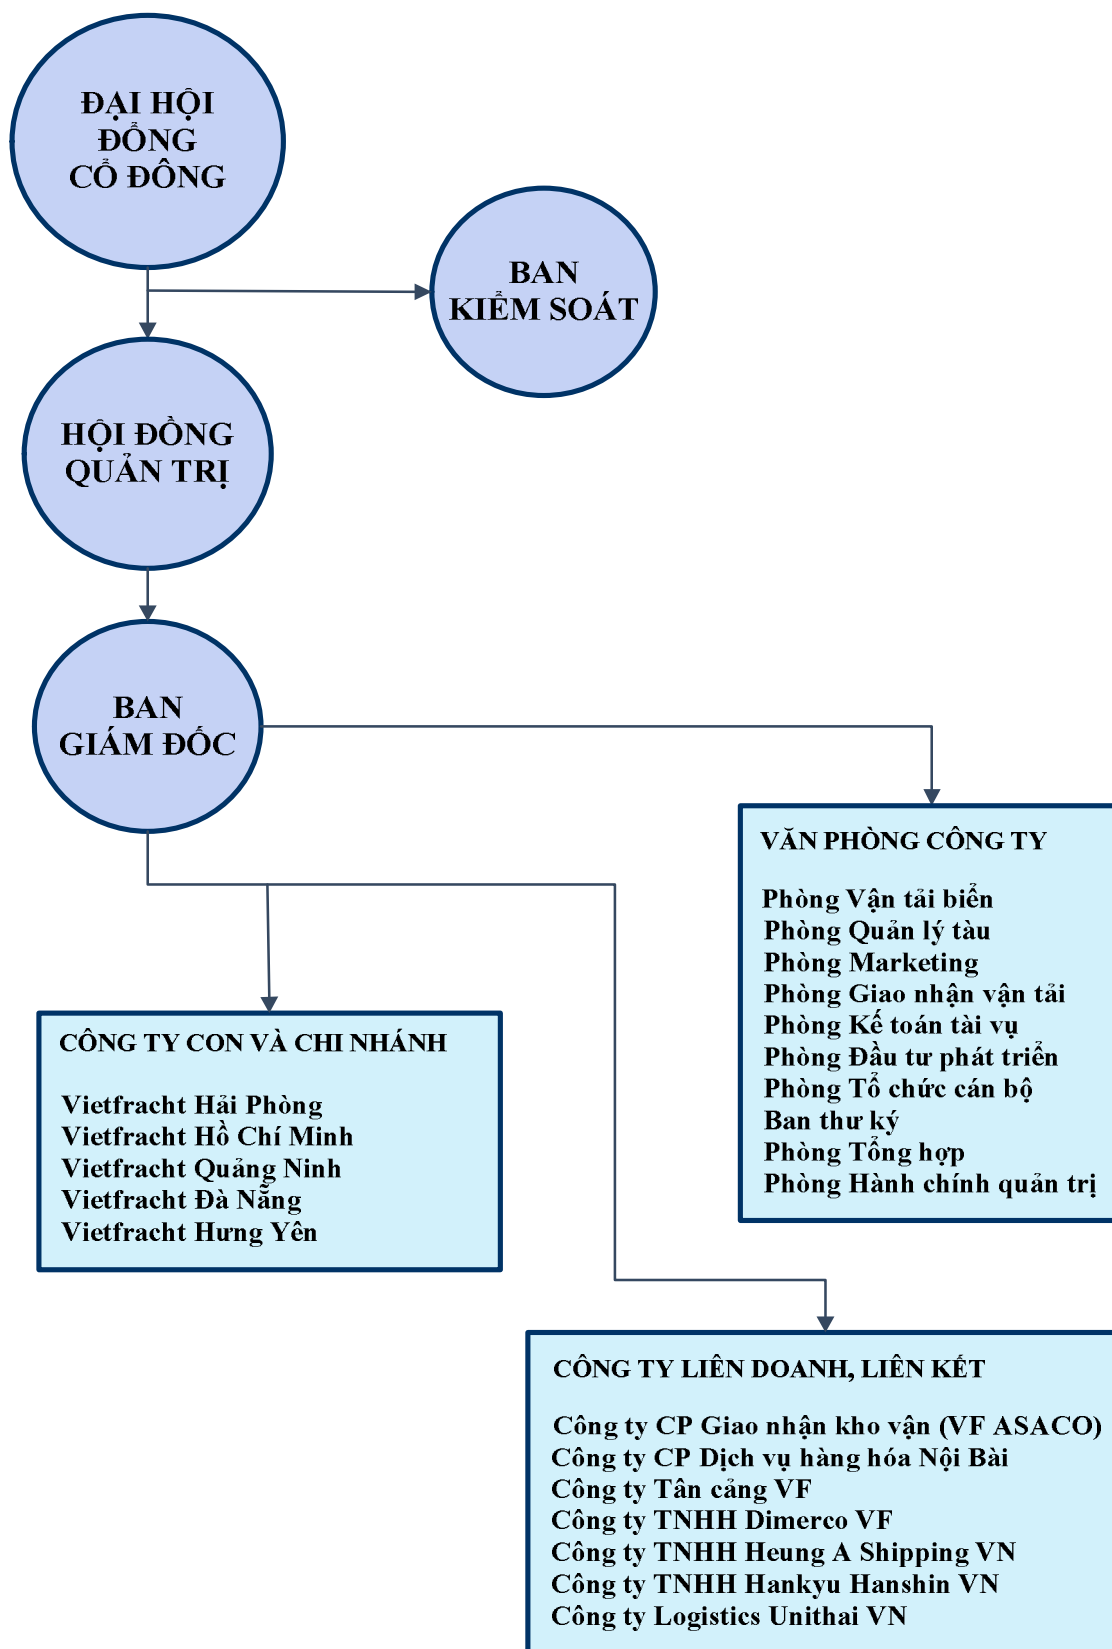 ĐẠI HỘI
ĐỔNG
CỔ ĐÔNG
BAN
KIỂM SOÁT
HỘI ĐỒNG
QUẢN TRỊ
BAN
GIÁM ĐỐC
VĂN PHÒNG CÔNG TY
Phòng Vận tải biển
Phòng Quản lý tàu
Phòng Marketing
Phòng Giao nhận vận tải
Phòng Kế toán tài vụ
Phòng Đầu tư phát triển
Phòng Tổ chức cán bộ
Ban thư ký
Phòng Tổng hợp
Phòng Hành chính quản trị
CÔNG TY CON VÀ CHI NHÁNH
Vietfracht Hải Phòng
Vietfracht Hồ Chí Minh
Vietfracht Quảng Ninh
Vietfracht Đà Nẵng
Vietfracht Hưng Yên
CÔNG TY LIÊN DOANH, LIÊN KẾT
Công ty CP Giao nhận kho vận (VF ASACO)
Công ty CP Dịch vụ hàng hóa Nội Bài
Công ty Tân cảng VF
Công ty TNHH Dimerco VF
Công ty TNHH Heung A Shipping VN
Công ty TNHH Hankyu Hanshin VN
Công ty Logistics Unithai VN